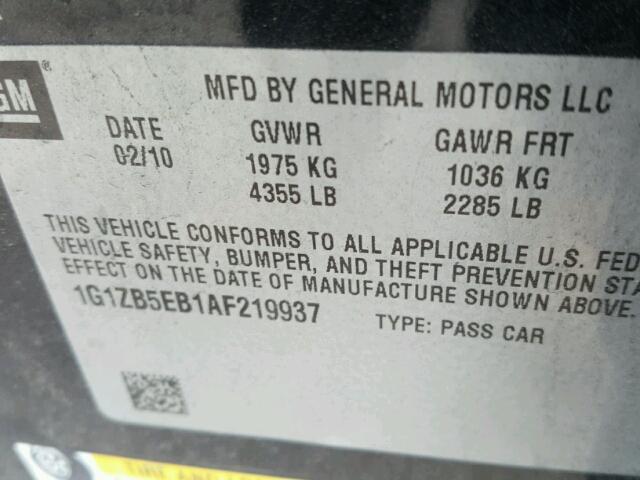 GM®
MFD BY GENERAL MOTORS LLC
DATE GVWR GAWR FRT
02/10 1975 KG 1036 KG
4355 LB 2285 LB
THIS VEHICLE CONFORMS TO ALL APPLICABLE U.S. FED
VEHICLE SAFETY, BUMPER, AND THEFT PREVENTION STA
EFFECT ON THE DATE OF MANUFACTURE SHOWN ABOVE.
1G1ZB5EB1AF219937 TYPE: PASS CAR
TIRE AND